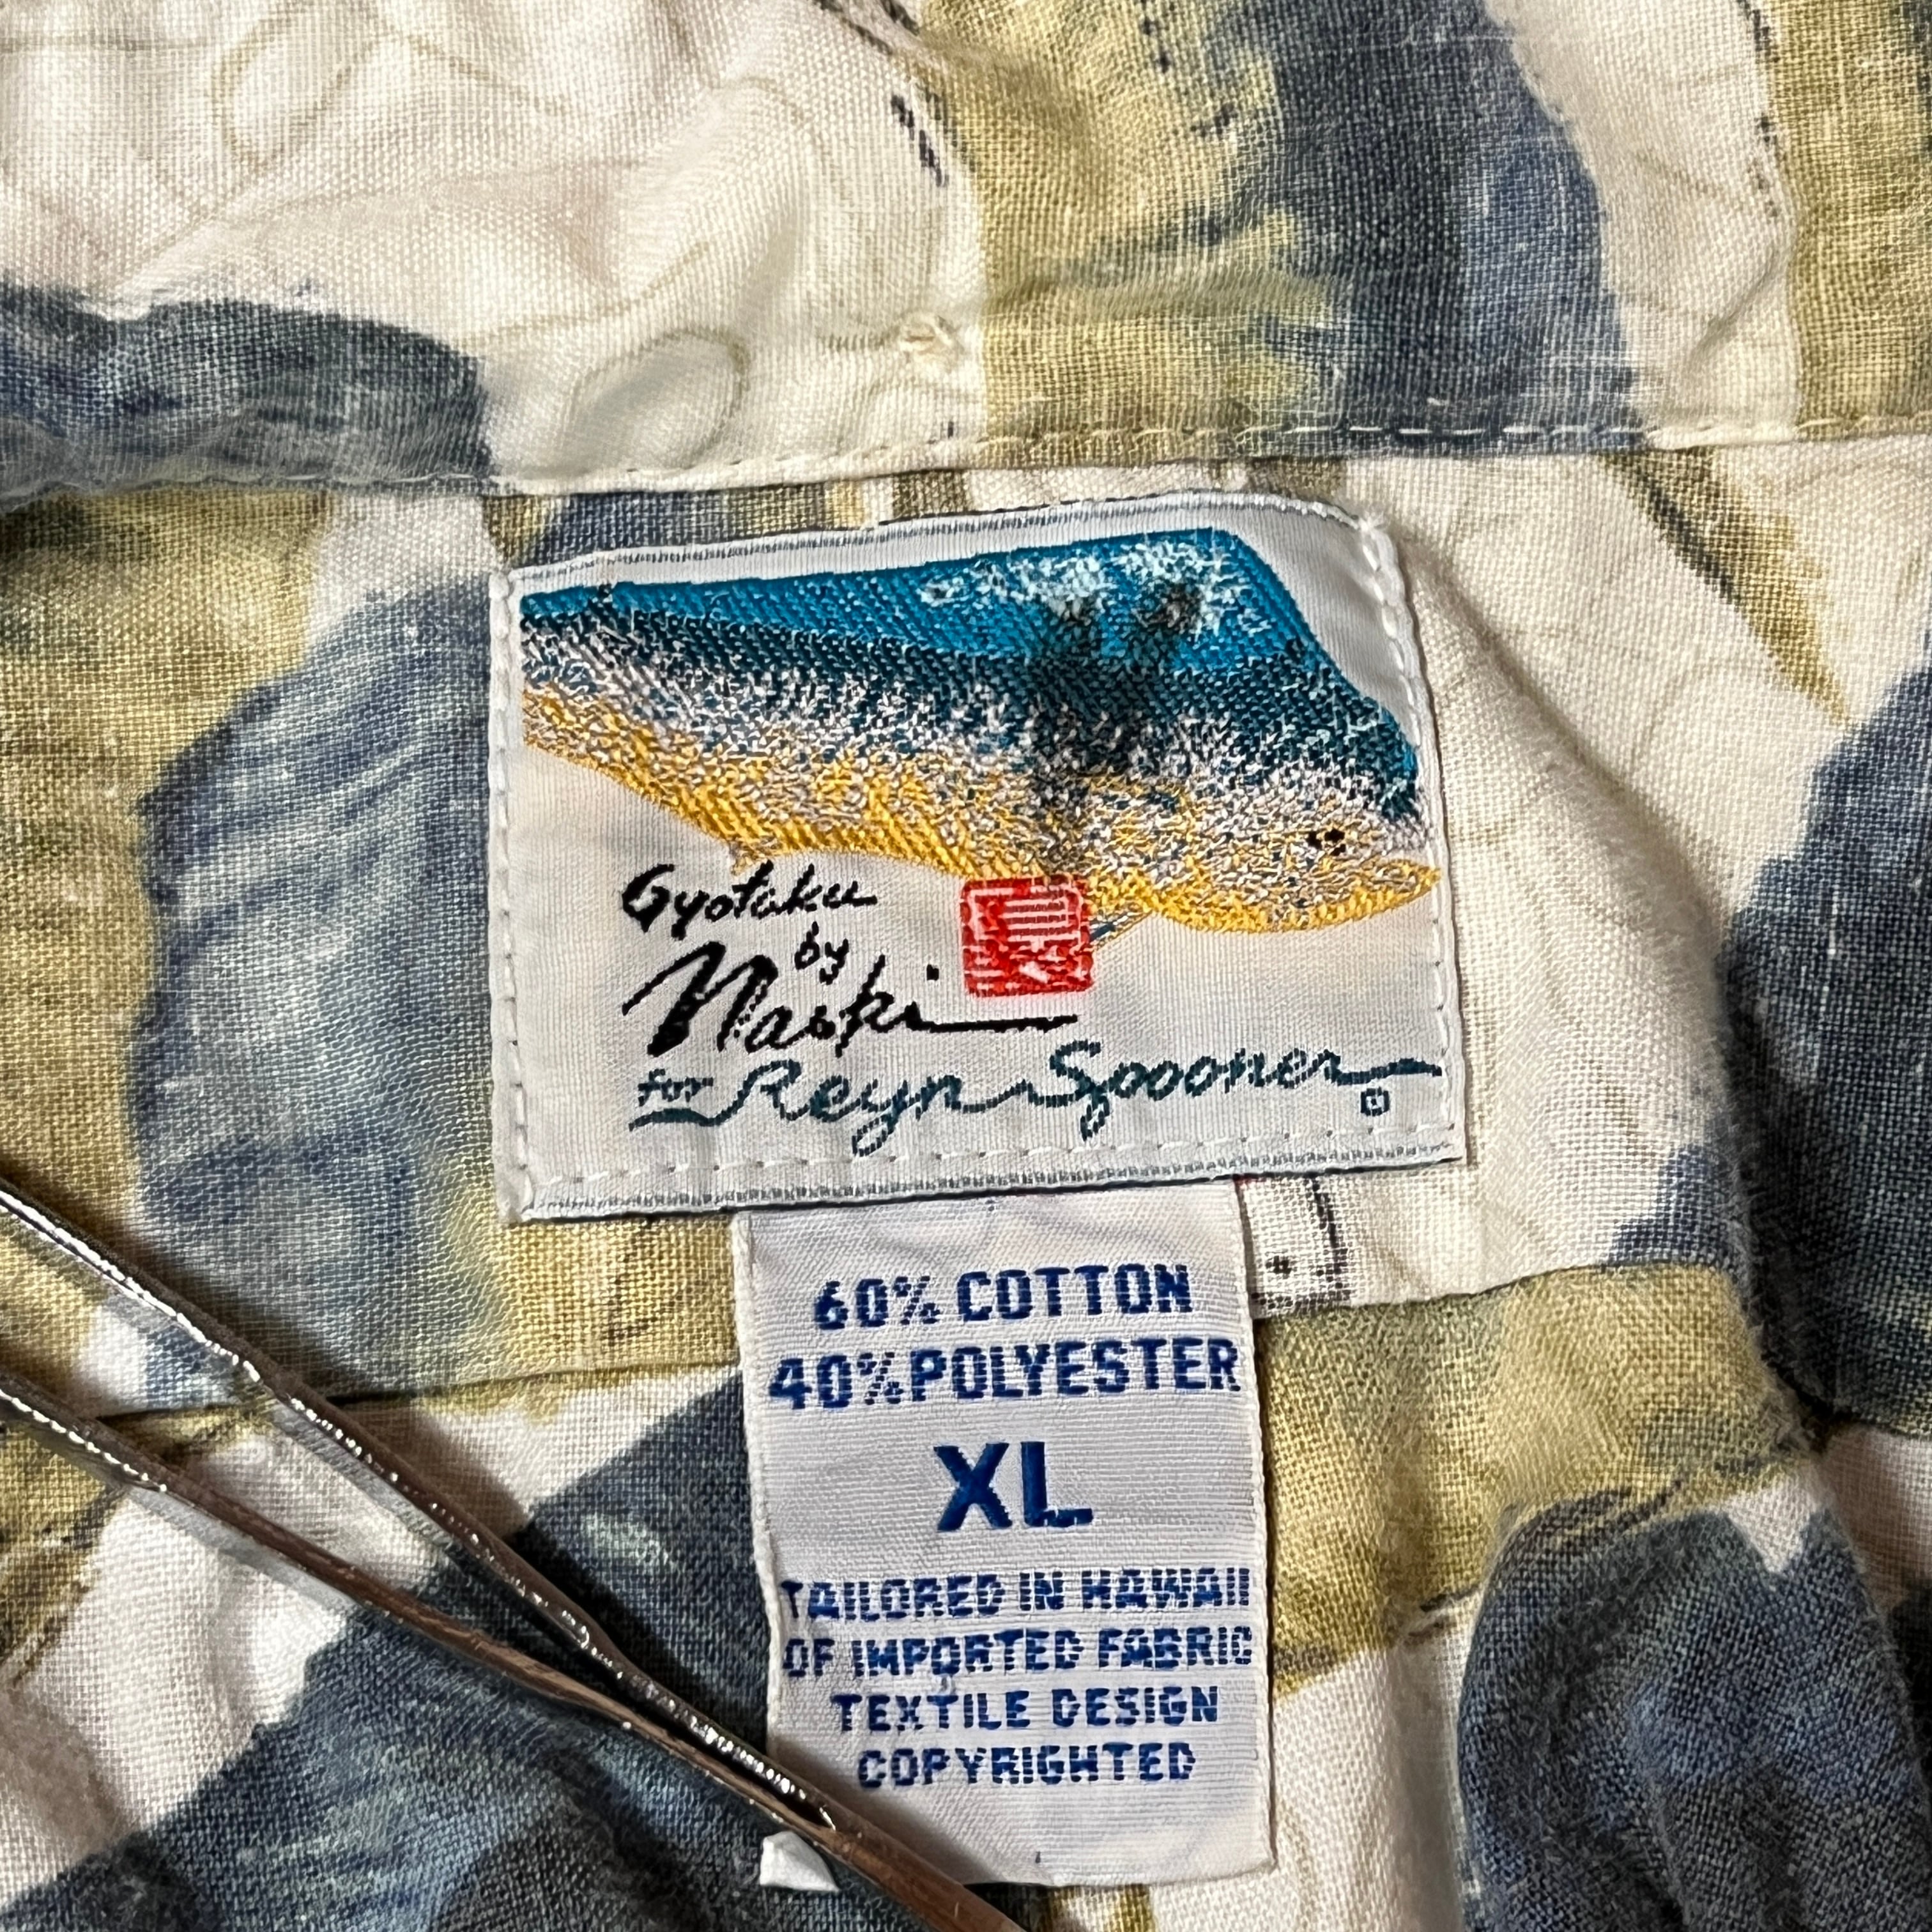 Gyotaku
by
Naoki
for Reyn Spooner
60% COTTON
40% POLYESTER
XL
TAILORED IN HAWAII
OF IMPORTED FABRIC
TEXTILE DESIGN
COPYRIGHTED